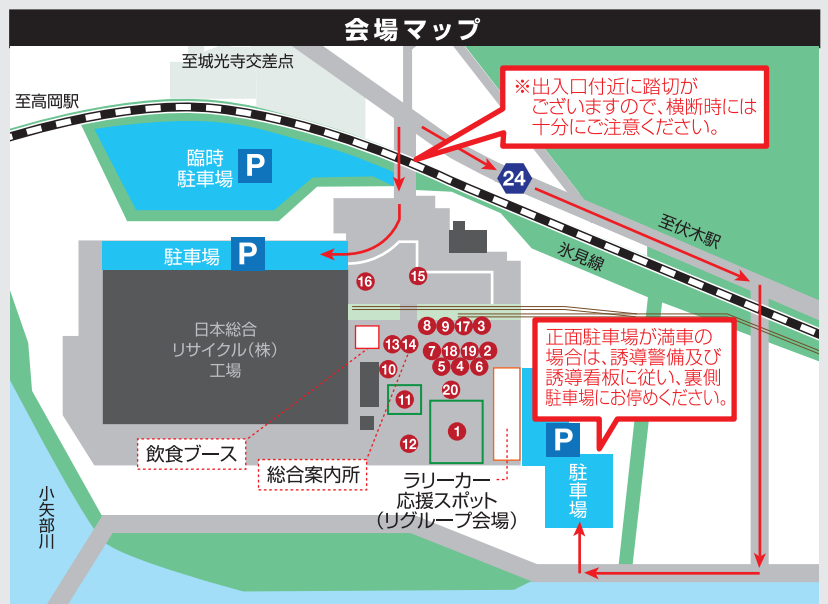 会場マップ
至城光寺交差点
至高岡駅
※出入口付近に踏切が
ございますので、横断時には
十分にご注意ください。
臨時
駐車場
P
24
至伏木駅
氷見線
駐車場
P
16
15
日本総合
リサイクル(株)
工場
8
9
17
3
13
14
7
18
19
2
10
5
4
6
11
20
12
1
正面駐車場が満車の
場合は、誘導警備及び
誘導看板に従い、裏側
駐車場にお停めください。
P
駐車場
飲食ブース
総合案内所
ラリーカー
応援スポット
(リグループ会場)
小矢部川